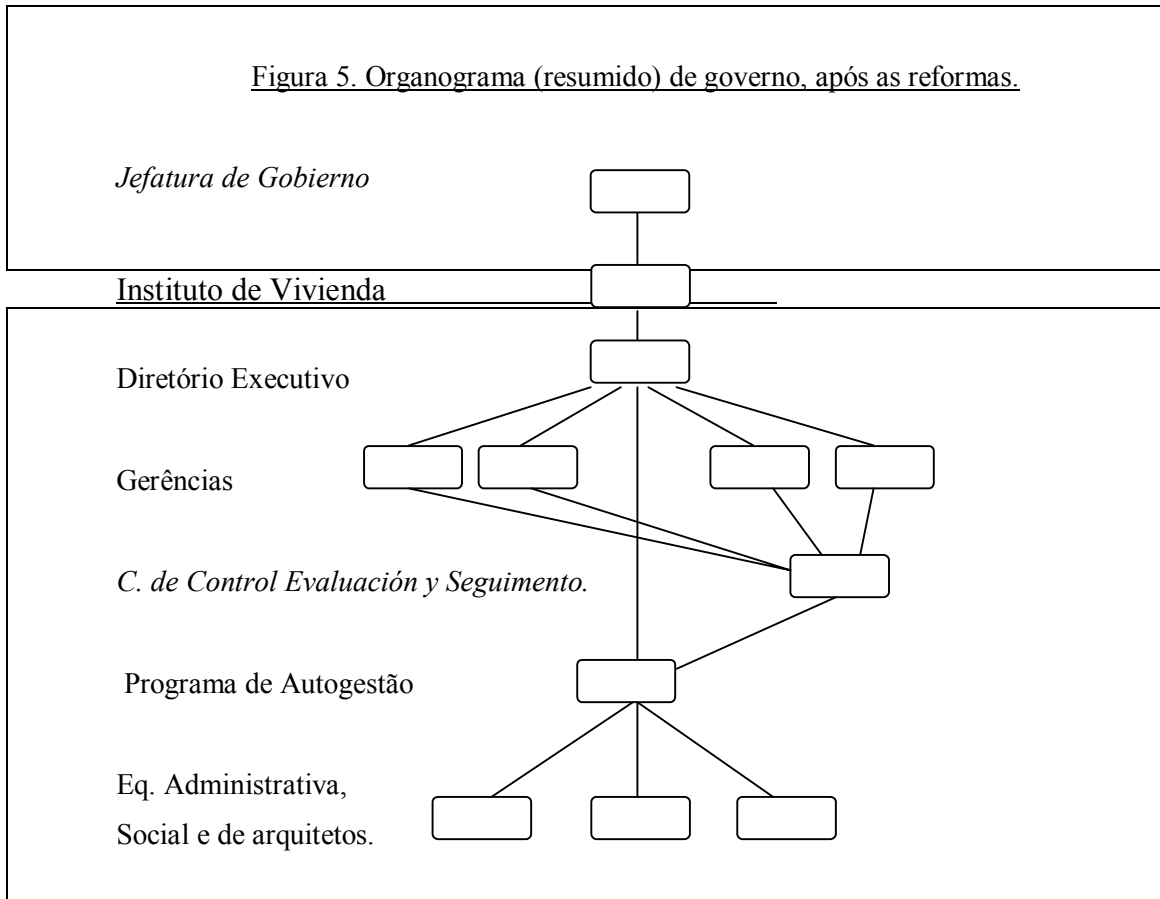 Figura 5. Organograma (resumido) de governo, após as reformas.
Jefatura de Gobierno
Instituto de Vivienda
Diretório Executivo
Gerências
C. de Control Evaluación y Seguimento.
Programa de Autogestão
Eq. Administrativa,
Social e de arquitetos.